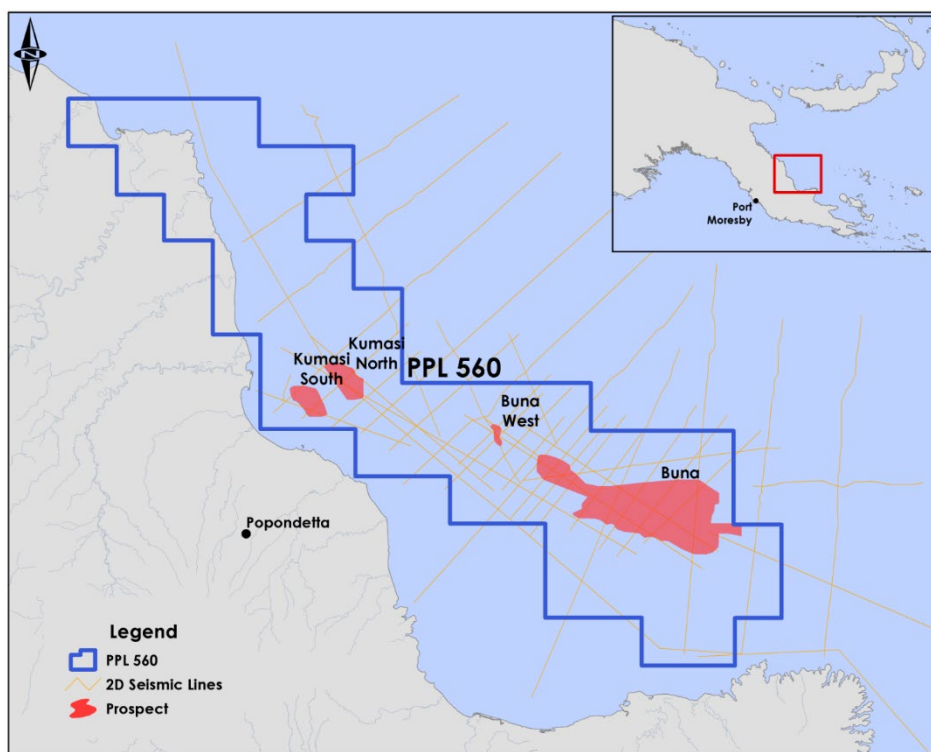 N
Port
Moresby
Kumasi
North
Kumasi
South
PPL 560
Buna
West
Buna
Popondetta
Legend
PPL 560
2D Seismic Lines
Prospect